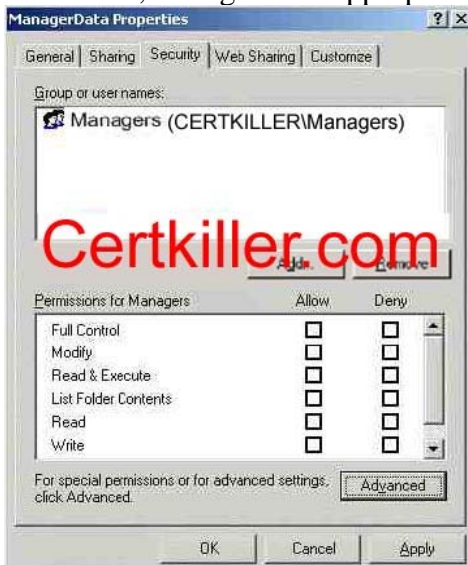 ManagerData Properties
General Sharing Security Web Sharing Customize
Group or user names:
Managers (CERTKILLER\Managers)
Certkiller.com
Remove
Permissions for Managers Allow Deny
Full Control
Modify
Read & Execute
List Folder Contents
Read
Write
For special permissions or for advanced settings,
click Advanced.
Advanced
OK Cancel Apply